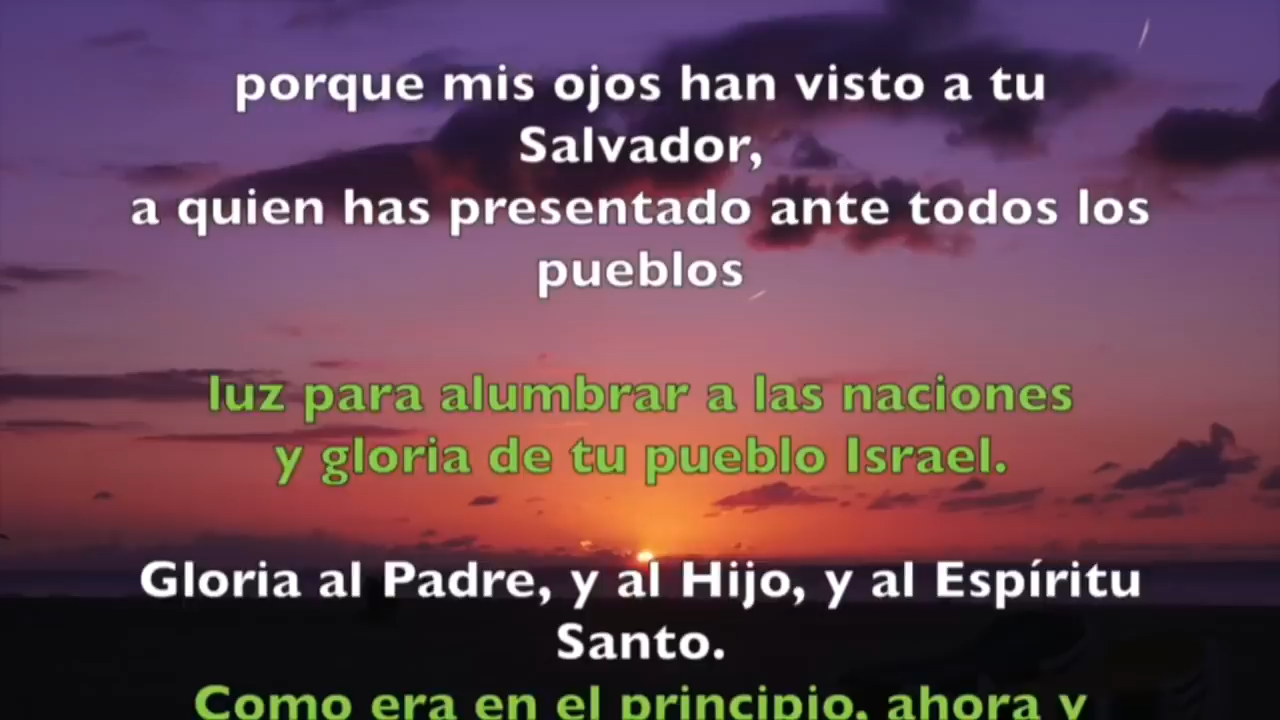 porque mis ojos han visto a tu
Salvador,
a quien has presentado ante todos los
pueblos
luz para alumbrar a las naciones
y gloria de tu pueblo Israel.
Gloria al Padre, y al Hijo, y al Espíritu
Santo.
Como era en el principio, ahora y